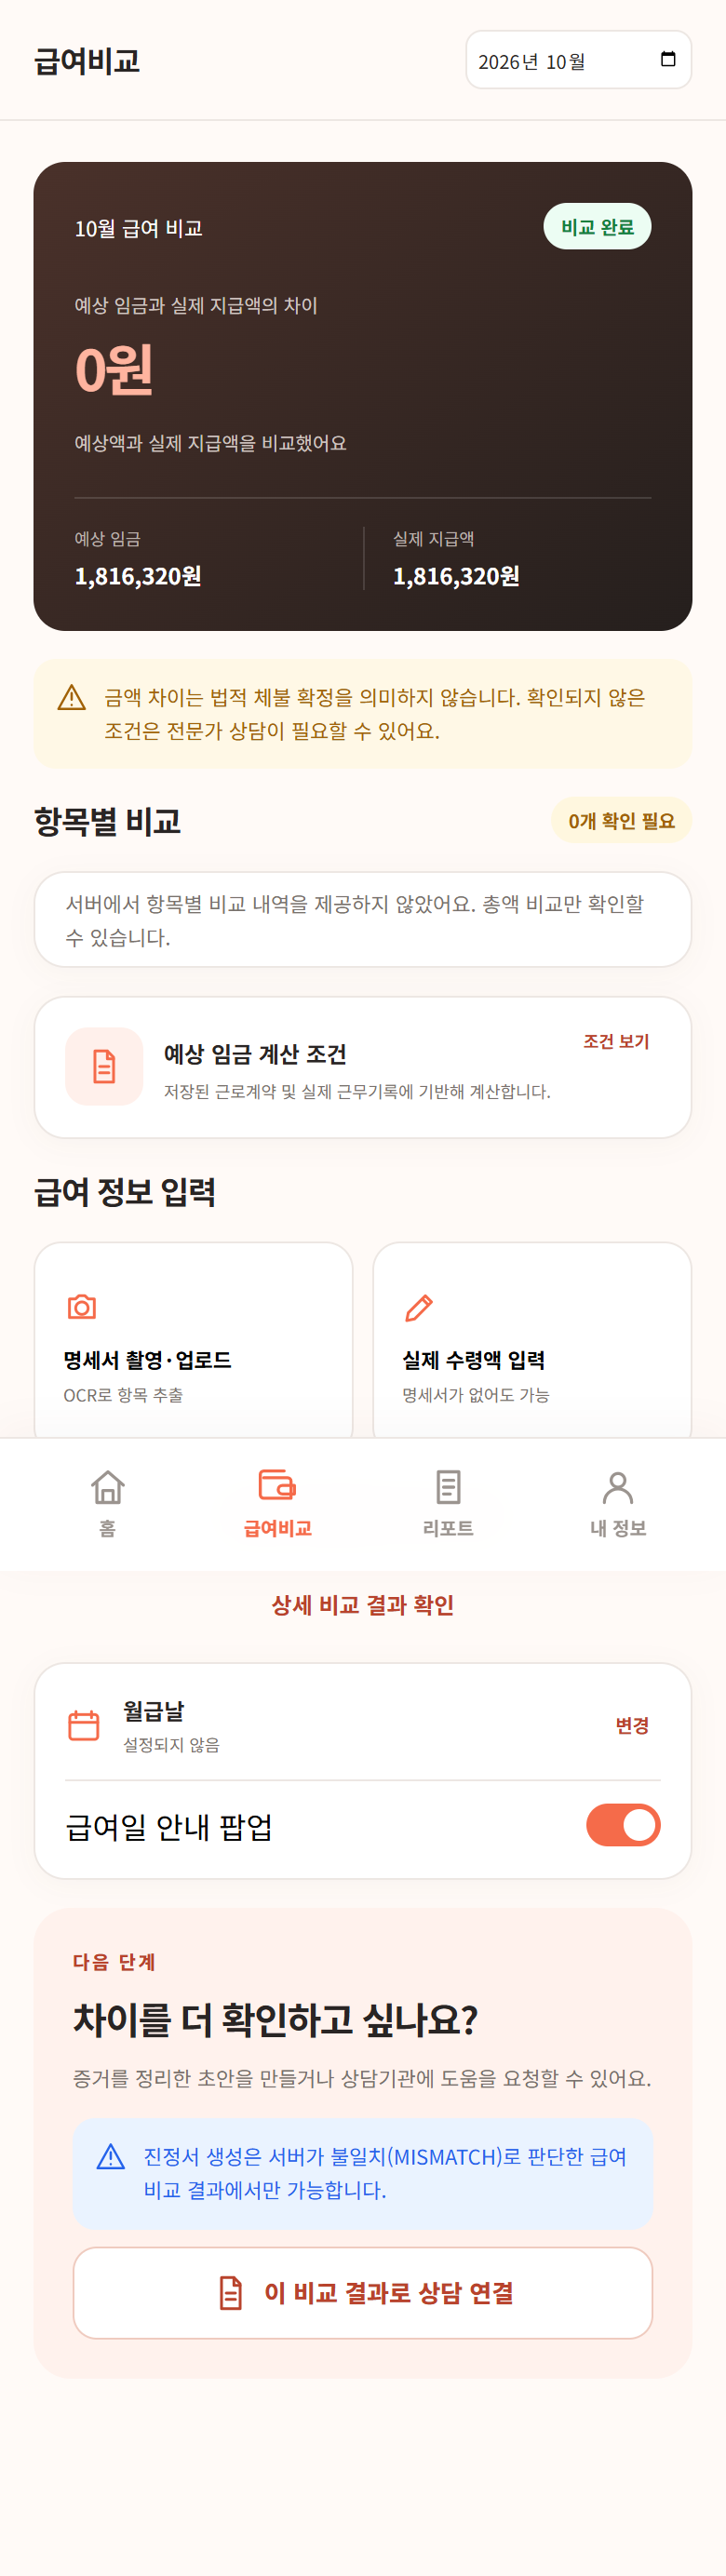 급여비교
2026년 10월
10월 급여 비교
비교 완료
예상 임금과 실제 지급액의 차이
0원
예상액과 실제 지급액을 비교했어요
예상 임금
실제 지급액
1,816,320원
1,816,320원
금액 차이는 법적 체불 확정을 의미하지 않습니다. 확인되지 않은
조건은 전문가 상담이 필요할 수 있어요.
항목별 비교
0개 확인 필요
서버에서 항목별 비교 내역을 제공하지 않았어요. 총액 비교만 확인할
수 있습니다.
예상 임금 계산 조건
조건 보기
저장된 근로계약 및 실제 근무기록에 기반해 계산합니다.
급여 정보 입력
명세서 촬영·업로드
OCR로 항목 추출
실제 수령액 입력
명세서가 없어도 가능
홈
급여비교
리포트
내 정보
상세 비교 결과 확인
월급날
설정되지 않음
변경
급여일 안내 팝업
다음 단계
차이를 더 확인하고 싶나요?
증거를 정리한 초안을 만들거나 상담기관에 도움을 요청할 수 있어요.
진정서 생성은 서버가 불일치(MISMATCH)로 판단한 급여
비교 결과에서만 가능합니다.
이 비교 결과로 상담 연결